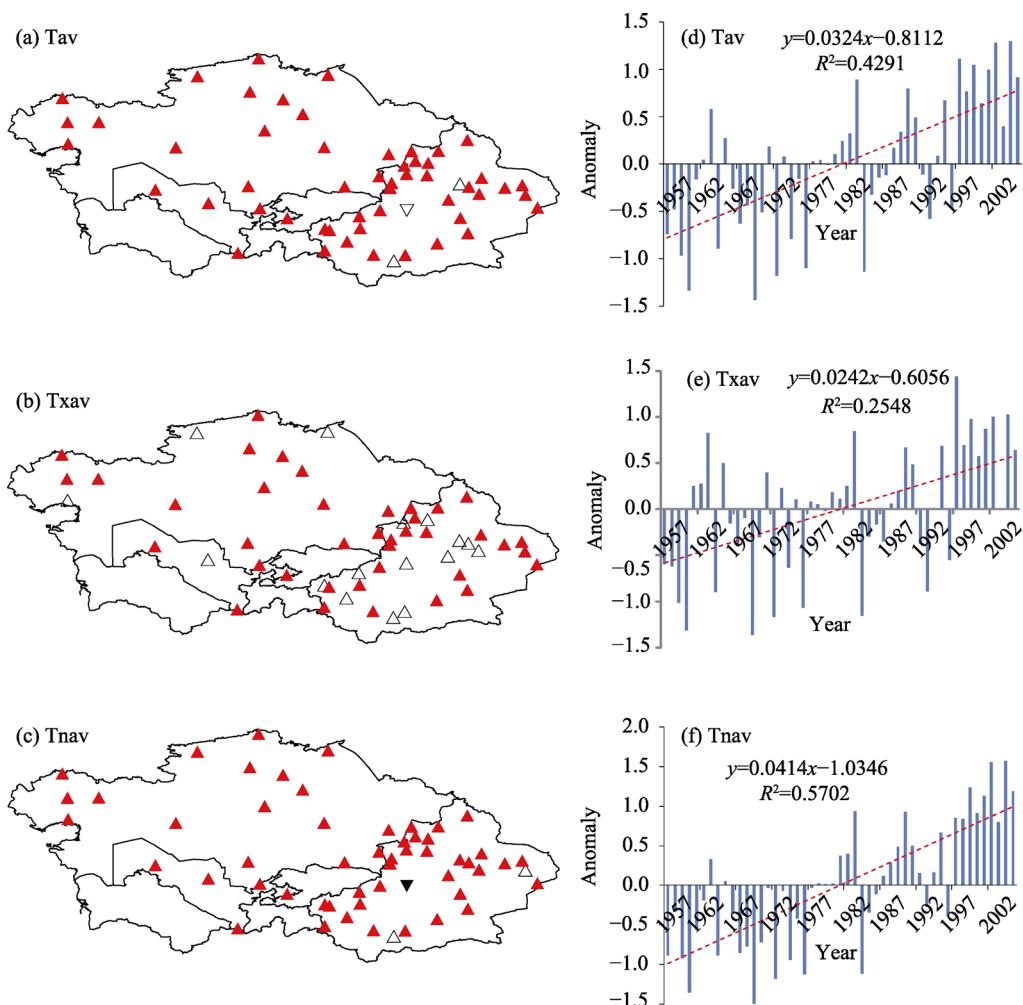 (a) Tav
(d) Tav
y=0.0324x−0.8112
R²=0.4291
1.5
1.0
0.5
0.0
−0.5
−1.0
−1.5
Anomaly
1957
1962
1967
1972
1977
1982
1987
1992
1997
2002
Year
(b) Txav
(e) Txav
y=0.0242x−0.6056
R²=0.2548
1.5
1.0
0.5
0.0
−0.5
−1.0
−1.5
Anomaly
1957
1962
1967
1972
1977
1982
1987
1992
1997
2002
Year
(c) Tnav
(f) Tnav
y=0.0414x−1.0346
R²=0.5702
2.0
1.5
1.0
0.5
0.0
−0.5
−1.0
−1.5
Anomaly
1957
1962
1967
1972
1977
1982
1987
1992
1997
2002
Year